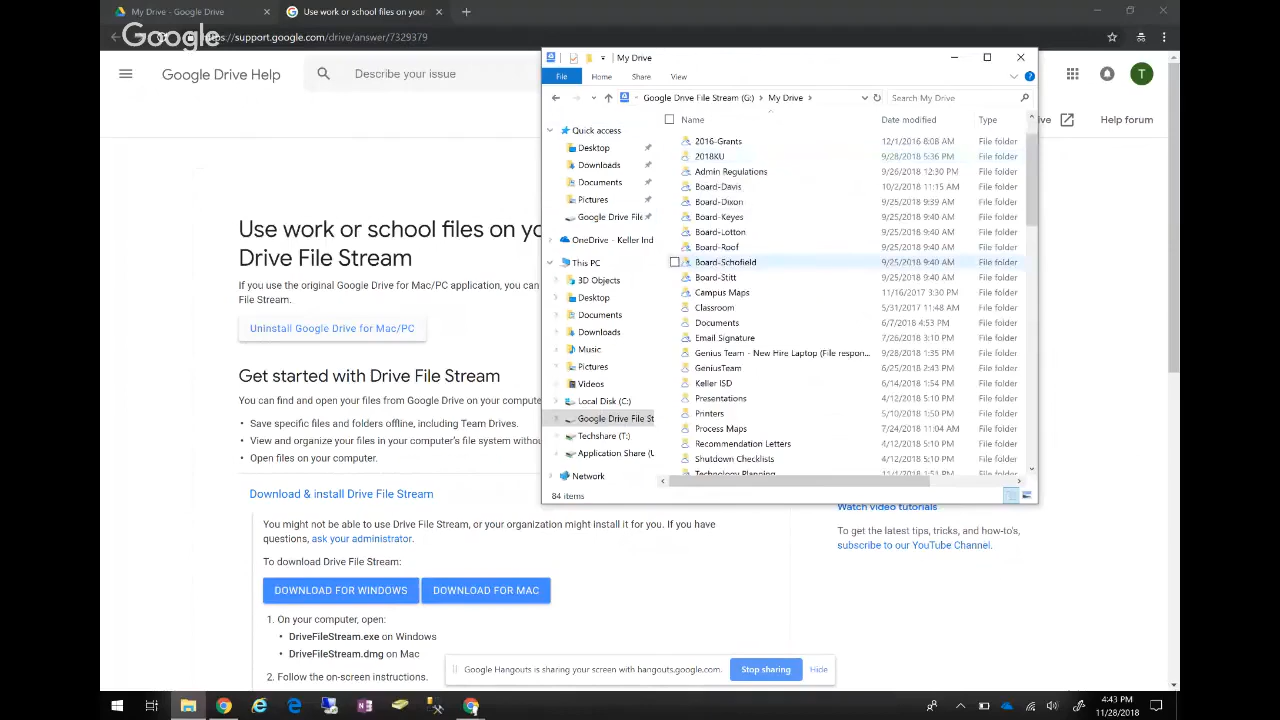 My Drive - Google Drive
Use work or school files on your
Google
https://support.google.com/drive/answer/7329379
Google Drive Help
Describe your issue
T
Help forum
Use work or school files on yo
Drive File Stream
If you use the original Google Drive for Mac/PC application, you can
File Stream.
Uninstall Google Drive for Mac/PC
Get started with Drive File Stream
You can find and open your files from Google Drive on your compute
• Save specific files and folders offline, including Team Drives.
• View and organize your files in your computer's file system withou
• Open files on your computer.
Download & install Drive File Stream
You might not be able to use Drive File Stream, or your organization might install it for you. If you have
questions, ask your administrator.
To download Drive File Stream:
DOWNLOAD FOR WINDOWS
DOWNLOAD FOR MAC
1. On your computer, open:
• DriveFileStream.exe on Windows
• DriveFileStream.dmg on Mac
2. Follow the on-screen instructions.
My Drive
File Home Share View
Google Drive File Stream (G:) > My Drive >
Search My Drive
Name Date modified Type
Quick access
Desktop
Downloads
Documents
Pictures
Google Drive File
OneDrive - Keller Ind
This PC
3D Objects
Desktop
Documents
Downloads
Music
Pictures
Videos
Local Disk (C:)
Google Drive File St
Techshare (T:)
Application Share (U
Network
2016-Grants 12/1/2016 8:08 AM File folder
2018KU 9/28/2018 5:36 PM File folder
Admin Regulations 9/26/2018 12:30 PM File folder
Board-Davis 10/2/2018 11:15 AM File folder
Board-Dixon 9/25/2018 9:39 AM File folder
Board-Keyes 9/25/2018 9:40 AM File folder
Board-Lotton 9/25/2018 9:40 AM File folder
Board-Roof 9/25/2018 9:40 AM File folder
Board-Schofield 9/25/2018 9:40 AM File folder
Board-Stitt 9/25/2018 9:40 AM File folder
Campus Maps 11/16/2017 3:30 PM File folder
Classroom 5/31/2017 11:48 AM File folder
Documents 6/7/2018 4:53 PM File folder
Email Signature 7/26/2018 3:10 PM File folder
Genius Team - New Hire Laptop (File respon... 9/28/2018 1:35 PM File folder
GeniusTeam 6/25/2018 2:43 PM File folder
Keller ISD 6/14/2018 1:54 PM File folder
Presentations 4/12/2018 5:10 PM File folder
Printers 5/10/2018 1:50 PM File folder
Process Maps 7/24/2018 11:04 AM File folder
Recommendation Letters 4/12/2018 5:10 PM File folder
Shutdown Checklists 4/12/2018 5:10 PM File folder
Technology Planning 11/1/2018 1:51 PM File folder
84 items
Watch video tutorials
To get the latest tips, tricks, and how-to's,
subscribe to our YouTube Channel.
Google Hangouts is sharing your screen with hangouts.google.com.
Stop sharing
Hide
4:43 PM
11/28/2018